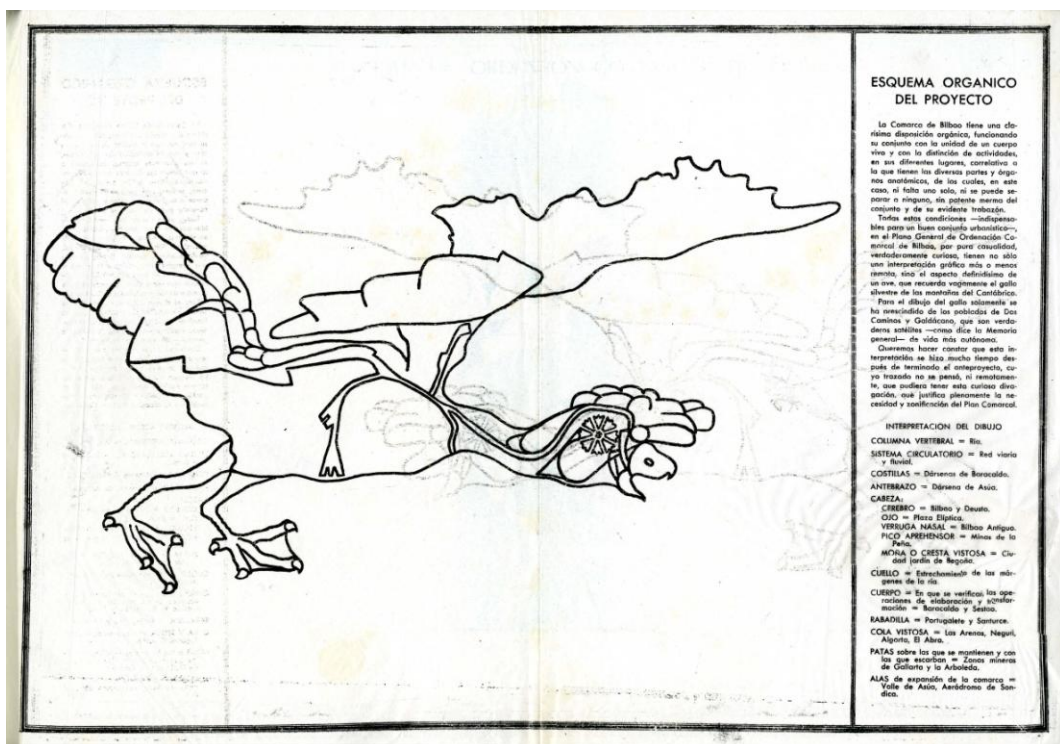 ESQUEMA ORGANICO
DEL PROYECTO
La Comarca de Bilbao tiene una cla-
rísima disposición orgánica, funcionando
su conjunto con la unidad de un cuerpo
vivo y con la distinción de actividades,
en sus diferentes lugares, correlativa a
la que tienen las diversas partes y órga-
nos anatómicos, de los cuales, en este
caso, ni falta uno solo, ni se puede se-
parar a ninguno, sin patente merma del
conjunto y de su evidente trabazón.
Todas estas condiciones —indispensa-
bles para un buen conjunto urbanístico—,
en el Plano General de Ordenación Co-
marcal de Bilbao, por pura casualidad,
verdaderamente curiosa, tienen no sólo
una interpretación gráfica más o menos
remota, sino el aspecto definidísimo de
un ave, que recuerda vagamente el gallo
silvestre de las montañas del Cantábrico.
Para el dibujo del gallo solamente se
ha prescindido de los poblados de Dos
Caminos y Galdácano, que son verda-
deros satélites —como dice la Memoria
general— de vida más autónoma.
Queremos hacer constar que esta in-
terpretación se hizo mucho tiempo des-
pués de terminado el anteproyecto, cu-
yo trazado no se pensó, ni remotamen-
te, que pudiera tener esta curiosa divа-
gación, que justifica plenamente la ne-
cesidad y zonificación del Plan Comarcal.
INTERPRETACION DEL DIBUJO
COLUMNA VERTEBRAL = Ría.
SISTEMA CIRCULATORIO = Red viaria
y fluvial.
COSTILLAS = Dársenas de Baracaldo.
ANTEBRAZO = Dársena de Asúa.
CABEZA:
CEREBRO = Bilbao y Deusto.
OJO = Plaza Elíptica.
VERRUGA NASAL = Bilbao Antiguo.
PICO APREHENSOR = Minas de la
Peña.
MOÑA O CRESTA VISTOSA = Ciu-
dad jardín de Begoña.
CUELLO = Estrechamiento de las már-
genes de la ría.
CUERPO = En que se verifican las ope-
raciones de elaboración y transfor-
mación = Baracaldo y Sestao.
RABADILLA = Portugalete y Santurce.
COLA VISTOSA = Las Arenas, Neguri,
Algorta, El Abra.
PATAS sobre las que se mantienen y con
las que escarban = Zonas mineras
de Gallarta y la Arboleda.
ALAS de expansión de la comarca =
Valle de Asúa, Aeródromo de Son-
dica.